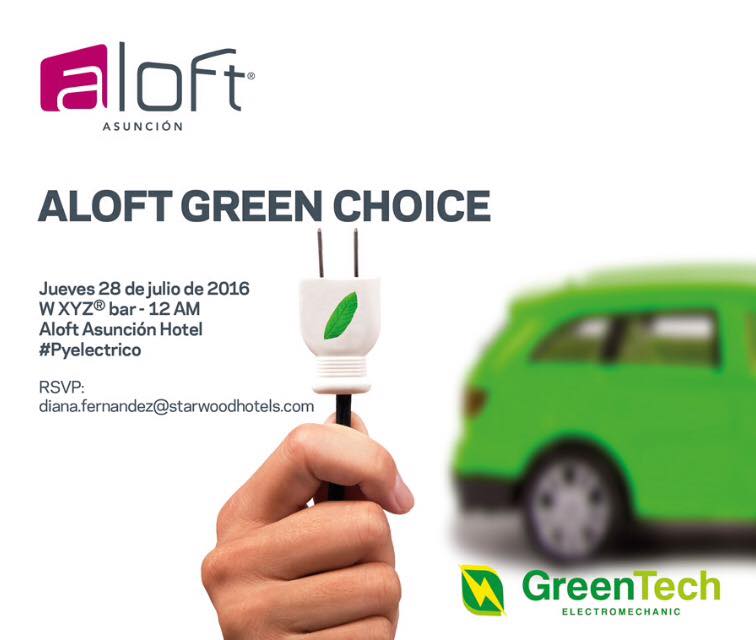 aloft®
ASUNCIÓN
ALOFT GREEN CHOICE
Jueves 28 de julio de 2016
W XYZ® bar - 12 AM
Aloft Asunción Hotel
#Pyelectrico
RSVP:
diana.fernandez@starwoodhotels.com
GreenTech
ELECTROMECHANIC